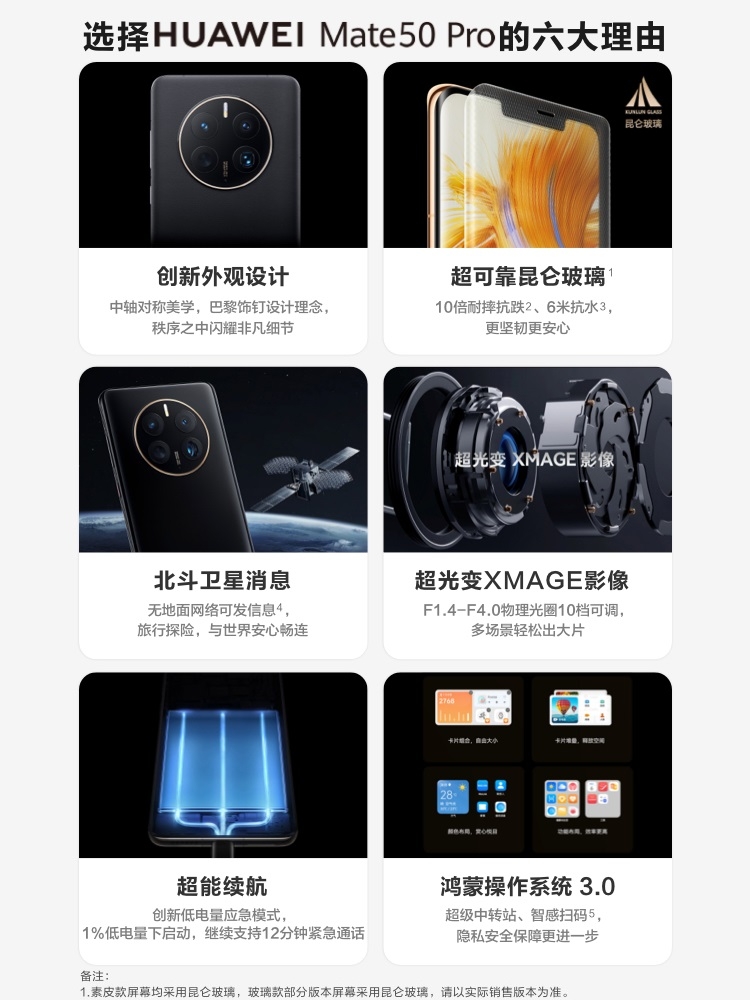 选择HUAWEI Mate50 Pro的六大理由
KUNLUN GLASS
昆仑玻璃
创新外观设计
中轴对称美学，巴黎饰钉设计理念，
秩序之中闪耀非凡细节
超可靠昆仑玻璃1
10倍耐摔抗跌2、6米抗水3，
更坚韧更安心
超光变 XMAGE 影像
北斗卫星消息
无地面网络可发信息4，
旅行探险，与世界安心畅连
超光变XMAGE影像
F1.4-F4.0物理光圈10档可调，
多场景轻松出大片
2768
卡片组合，自由大小
卡片堆叠，释放空间
28°
颜色布局，赏心悦目
功能布局，效率更高
超能续航
创新低电量应急模式，
1%低电量下启动，继续支持12分钟紧急通话
鸿蒙操作系统 3.0
超级中转站、智感扫码5，
隐私安全保障更进一步
备注：
1.素皮款屏幕均采用昆仑玻璃，玻璃款部分版本屏幕采用昆仑玻璃，请以实际销售版本为准。